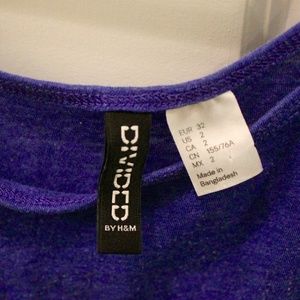 DIVIDED
BY H&M
EUR 32
US 2
CA 2
CN 155/76A
MX 2
Made in
Bangladesh